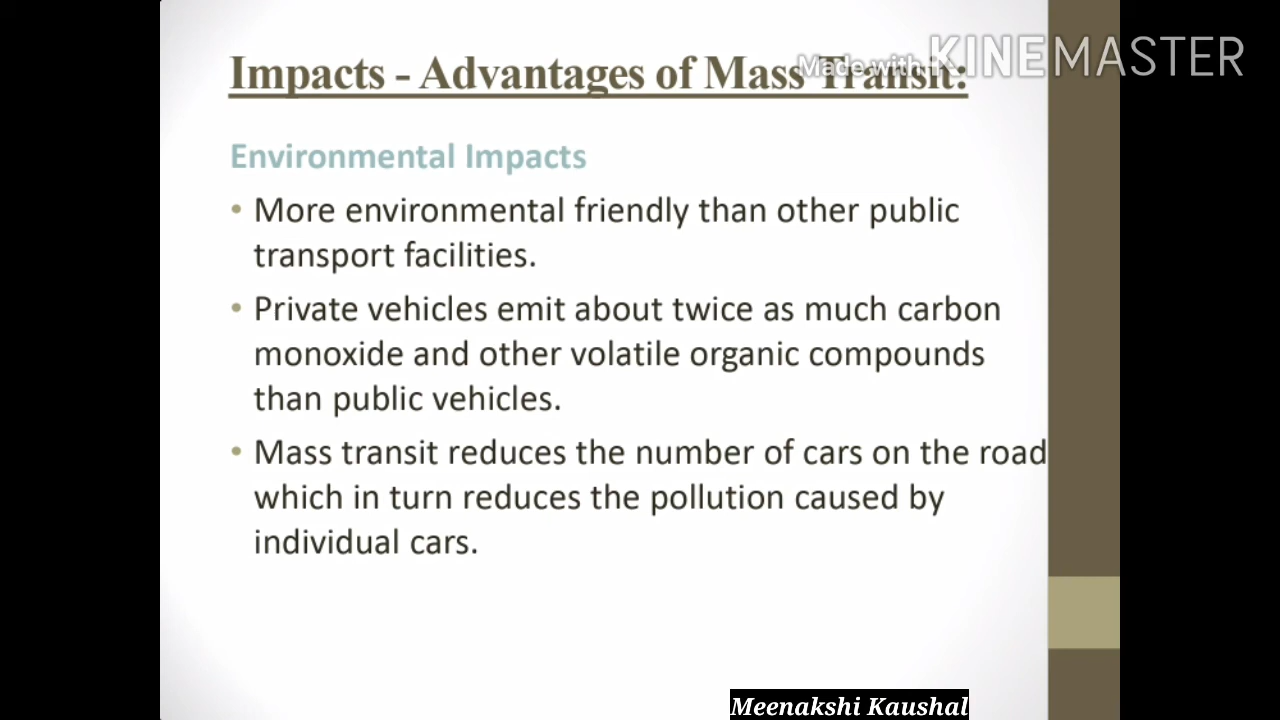 Impacts - Advantages of Mass Transit:
Made with KINEMASTER
Environmental Impacts
• More environmental friendly than other public
transport facilities.
• Private vehicles emit about twice as much carbon
monoxide and other volatile organic compounds
than public vehicles.
• Mass transit reduces the number of cars on the road
which in turn reduces the pollution caused by
individual cars.
Meenakshi Kaushal